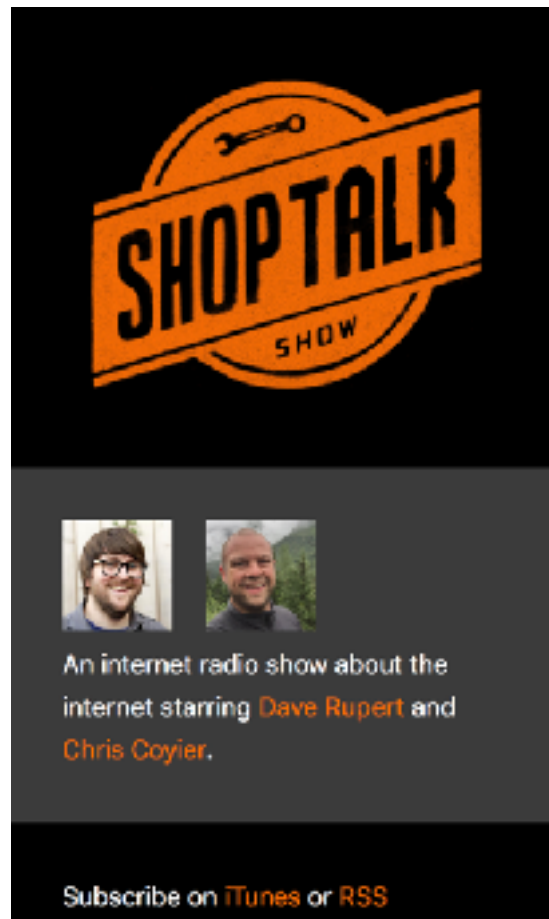 SHOP TALK
SHOW
An internet radio show about the
internet starring Dave Rupert and
Chris Coyier.
Subscribe on iTunes or RSS